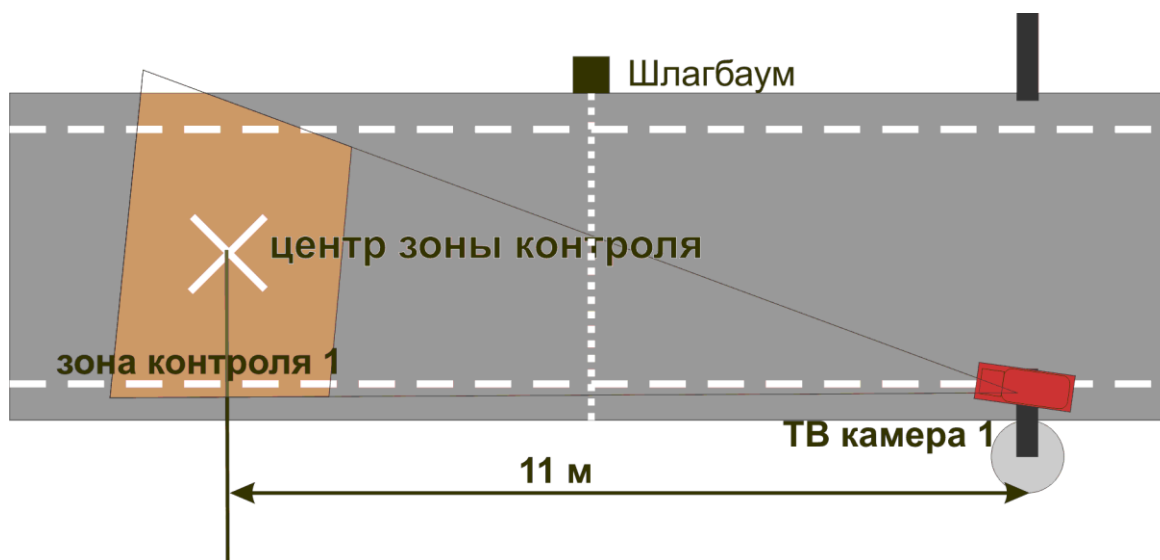 Шлагбаум
центр зоны контроля
зона контроля 1
ТВ камера 1
11 м